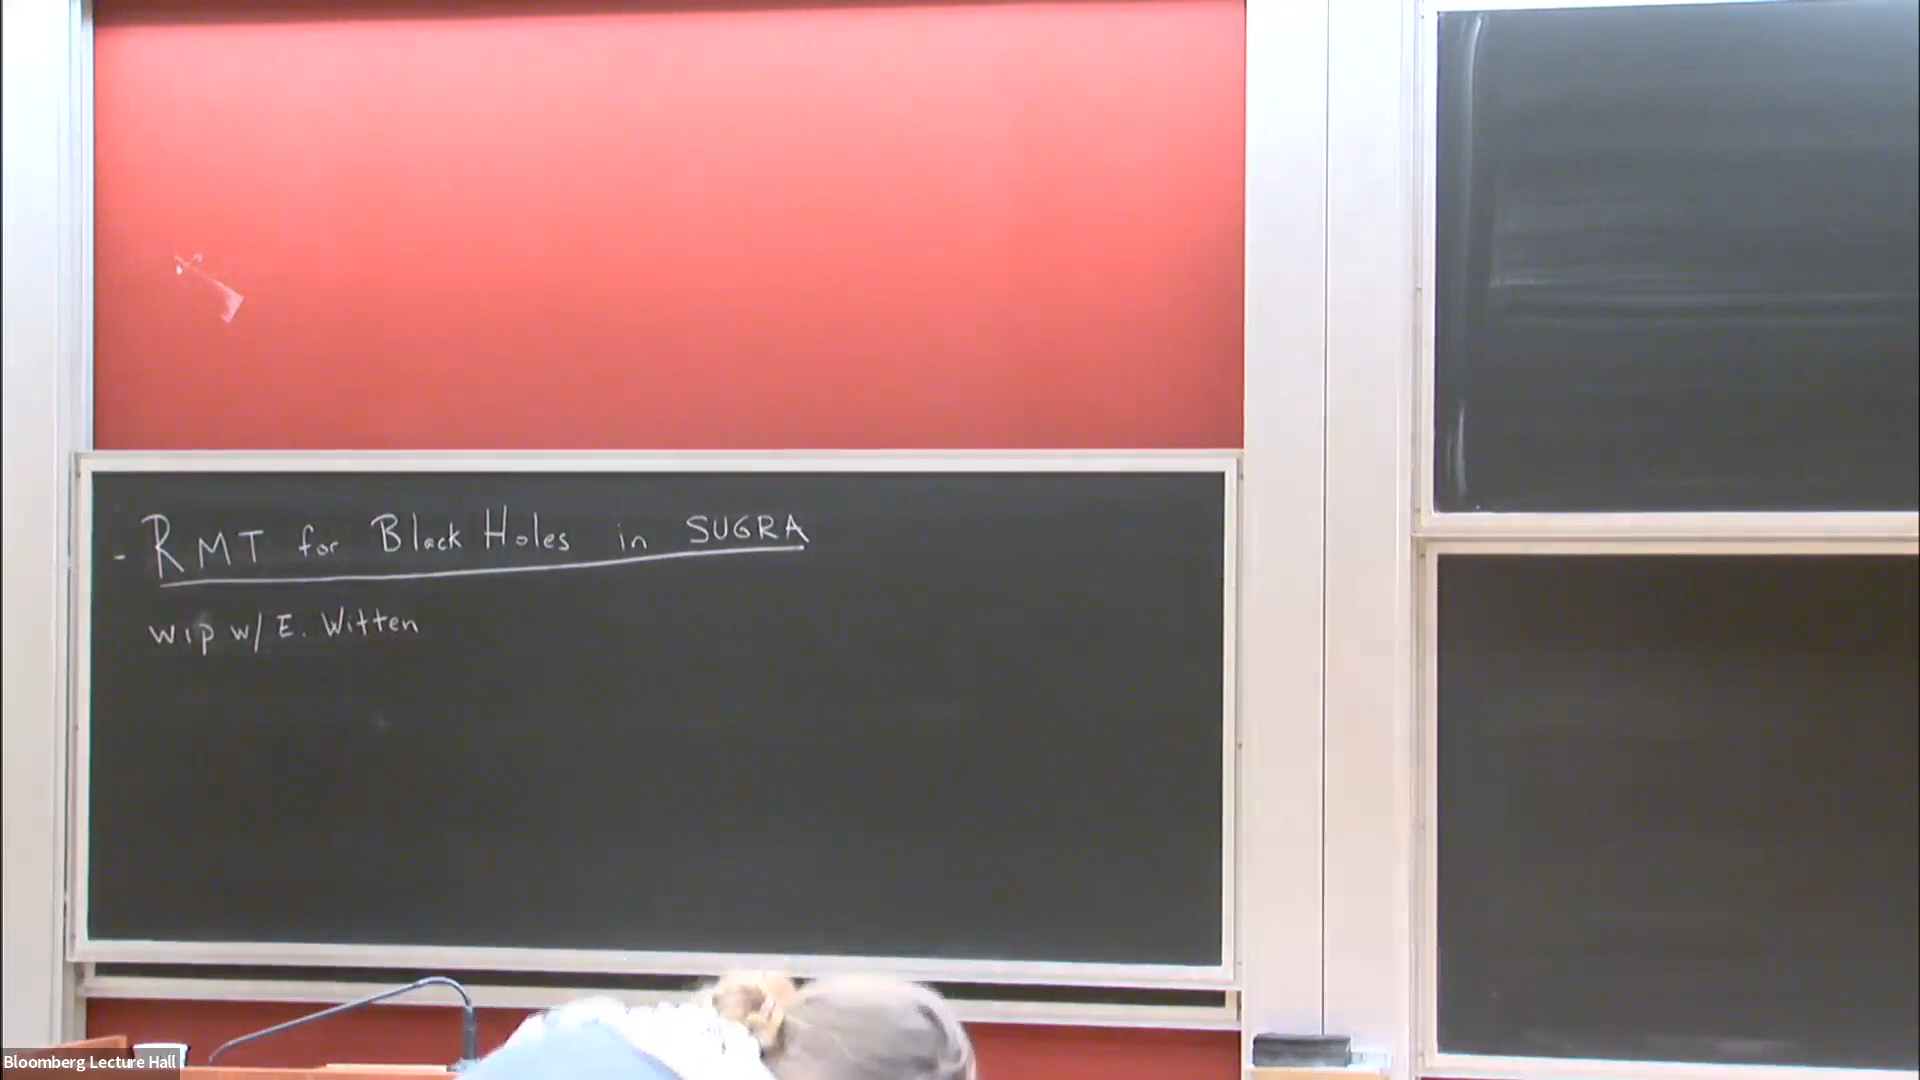 - RMT for Black Holes in SUGRA
wip w/ E. Witten
Bloomberg Lecture Hall